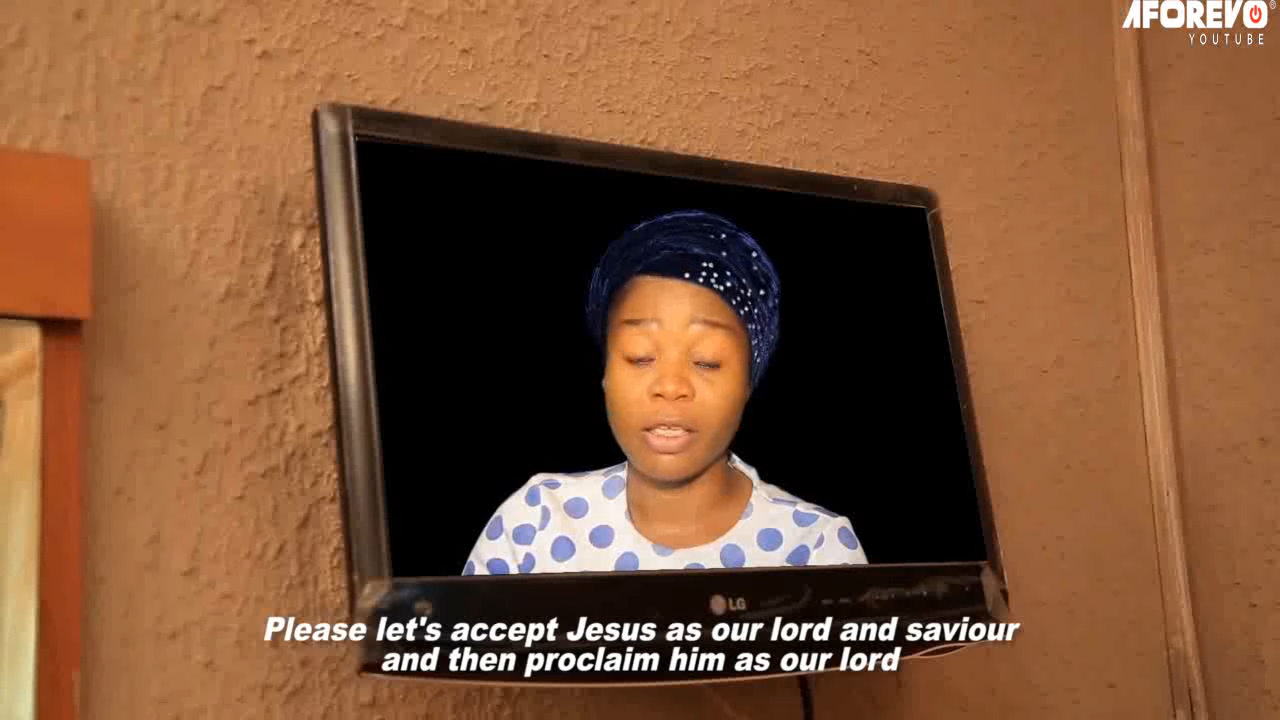 AFOREVO
YOUTUBE
LG
Please let's accept Jesus as our lord and saviour
and then proclaim him as our lord